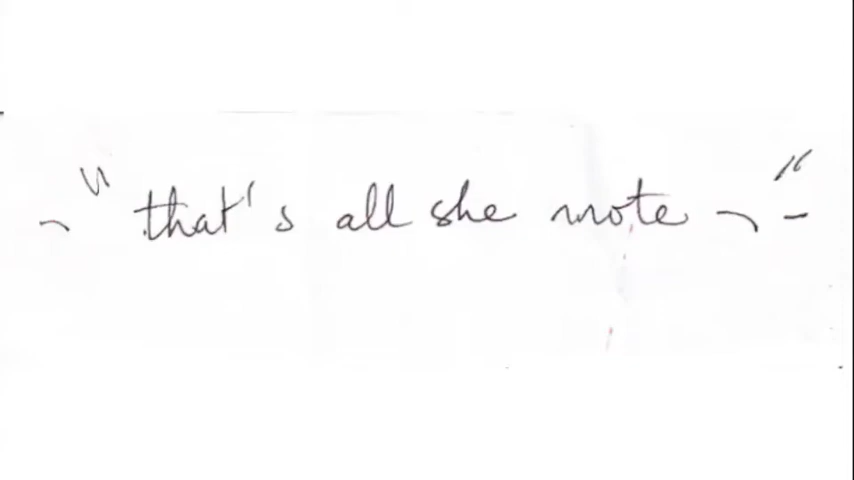 - "that's all she wrote -" -